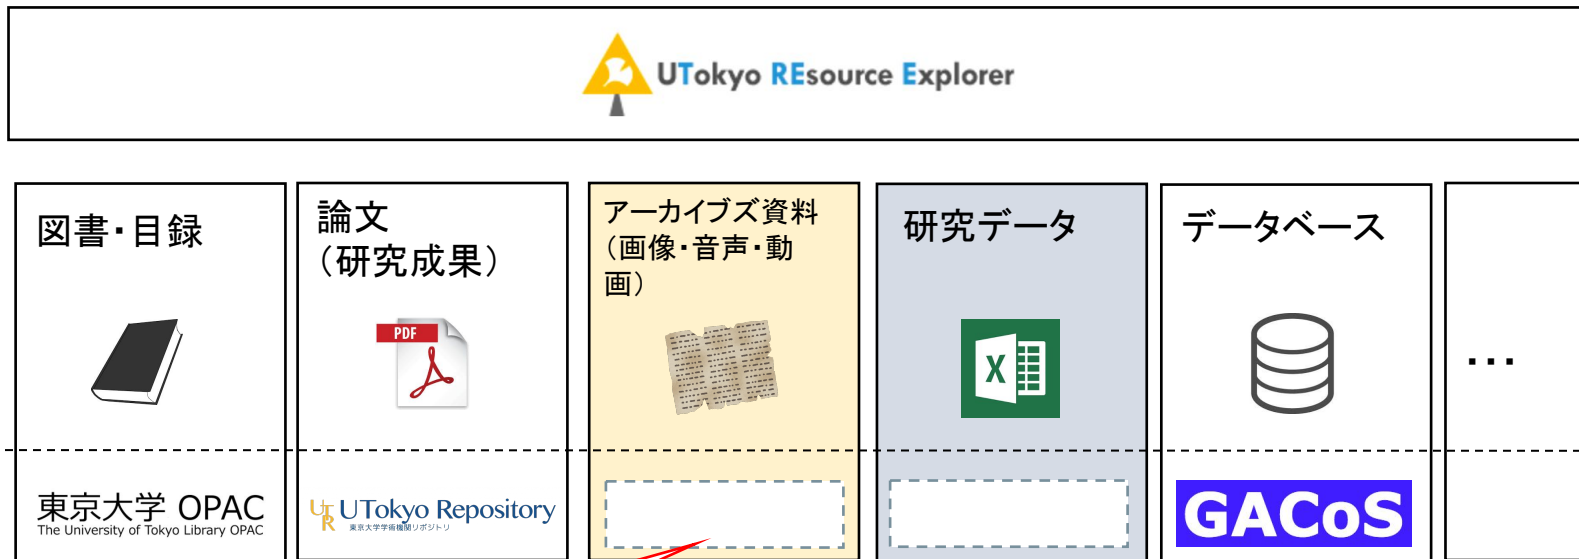 UTokyo REsource Explorer
図書・目録
論文
（研究成果）
アーカイブズ資料
（画像・音声・動
画）
研究データ
データベース
PDF
X
...
東京大学 OPAC
The University of Tokyo Library OPAC
UTR UTokyo Repository
東京大学学術機関リポジトリ
GACoS